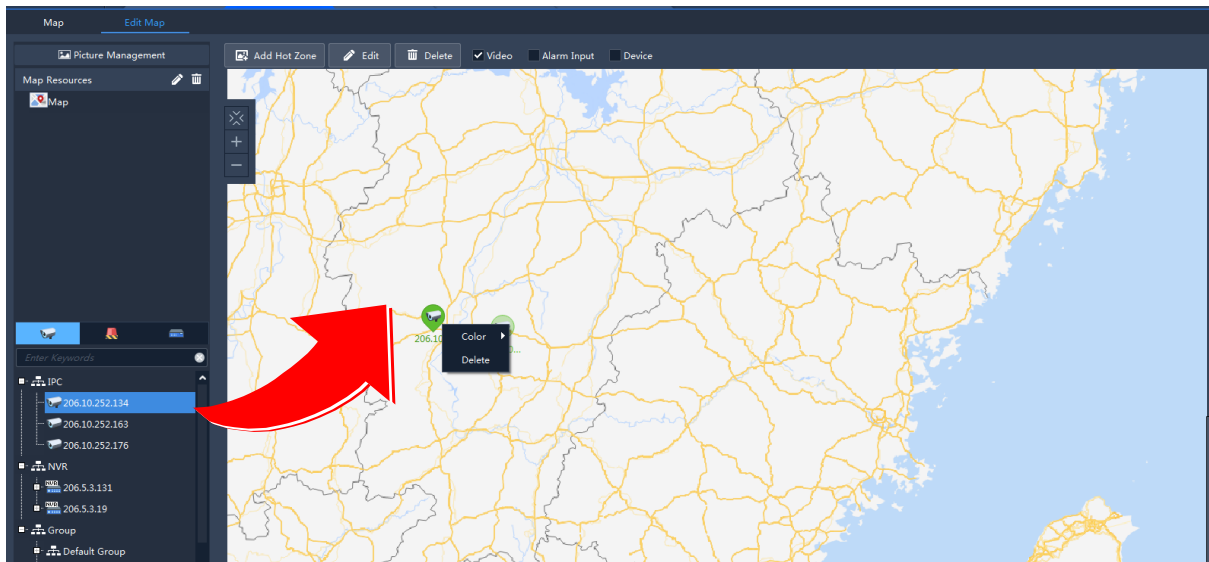 Map Edit Map
Picture Management
Add Hot Zone Edit Delete Video Alarm Input Device
Map Resources
Map
206.10
Color
Delete
Enter Keywords
IPC
206.10.252.134
206.10.252.163
206.10.252.176
NVR
206.5.3.131
206.5.3.19
Group
Default Group